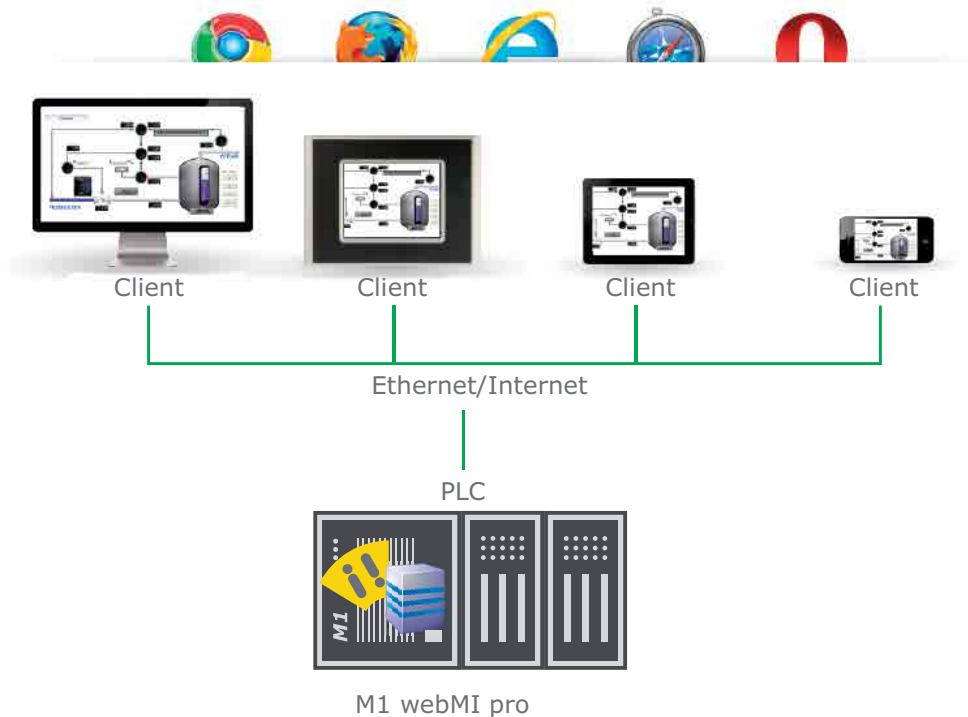 Client
Client
Client
Client
Ethernet/Internet
PLC
M1
M1 webMI pro